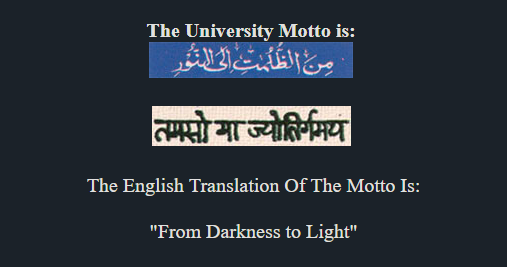 The University Motto is:
مِنَ الظُّلُمٰتِ اِلَی النُّوْرِ
तमसो मा ज्योतिर्गमय
The English Translation Of The Motto Is:
"From Darkness to Light"